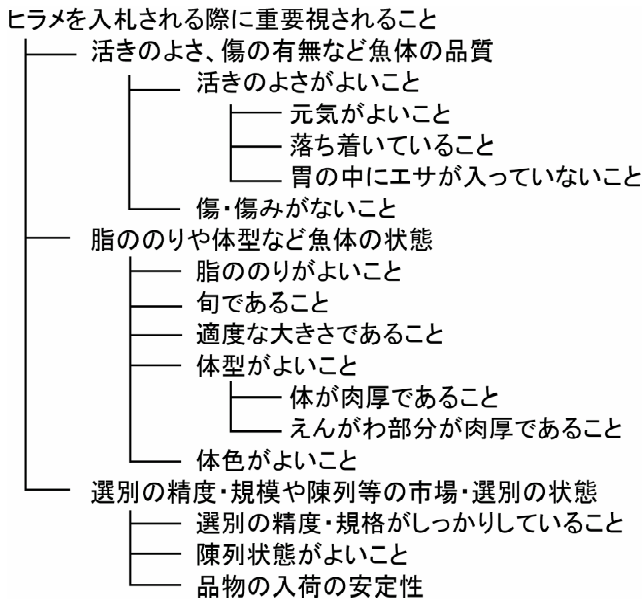 ヒラメを入札される際に重要視されること
活きのよさ、傷の有無など魚体の品質
活きのよさがよいこと
元気がよいこと
落ち着いていること
胃の中にエサが入っていないこと
傷・傷みがないこと
脂ののりや体型など魚体の状態
脂ののりがよいこと
旬であること
適度な大きさであること
体型がよいこと
体が肉厚であること
えんがわ部分が肉厚であること
体色がよいこと
選別の精度・規模や陳列等の市場・選別の状態
選別の精度・規格がしっかりしていること
陳列状態がよいこと
品物の入荷の安定性